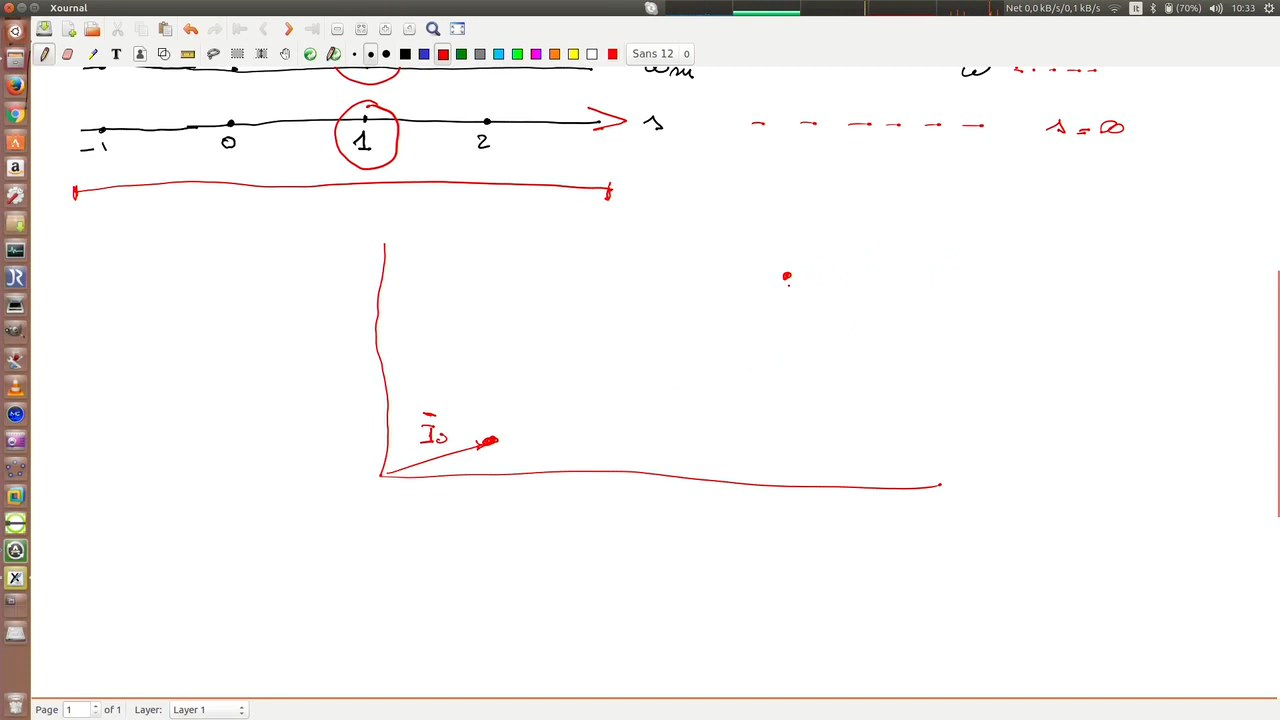 Xournal
Net 0,0 kB/s/0,1 kB/s
It
(70%)
10:33
Sans 12
-1 0 1 2 s s = ∞
I̅₀
Page 1 of 1 Layer: Layer 1